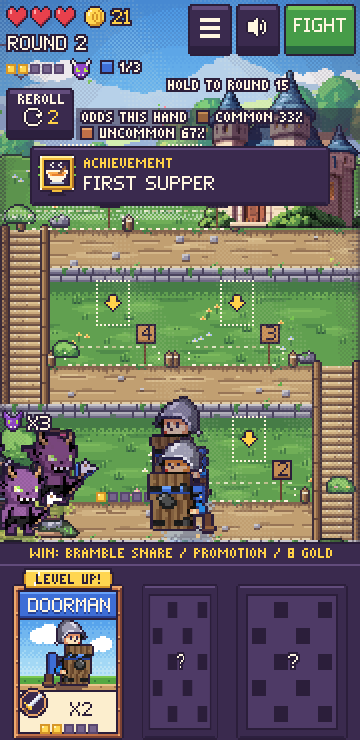 21
FIGHT
ROUND 2
1/3
HOLD TO ROUND 15
REROLL
2
ODDS THIS HAND COMMON 33%
UNCOMMON 67%
ACHIEVEMENT
FIRST SUPPER
4
3
X3
2
WIN: BRAMBLE SNARE / PROMOTION / 8 GOLD
LEVEL UP!
DOORMAN
X2
?
?